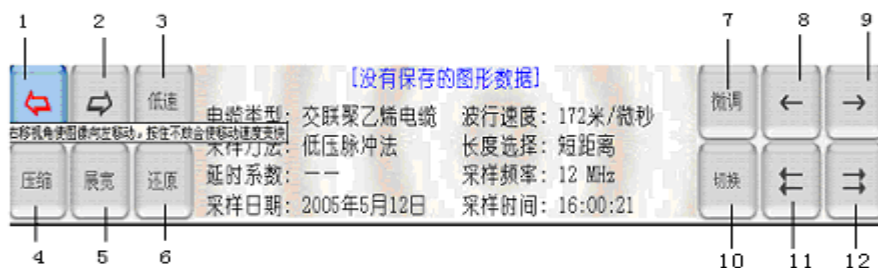 1 2 3 7 8 9
[没有保存的图形数据]
低速 微调 ← →
电缆类型: 交联聚乙烯电缆 波行速度: 172米/微秒
右移视角使图像向左移动，按住不放会使移动速度变快
采样方法: 低压脉冲法 长度选择: 短距离
压缩 展宽 还原 延时系数: —— 采样频率: 12 MHz 切换
采样日期: 2005年5月12日 采样时间: 16:00:21
4 5 6 10 11 12